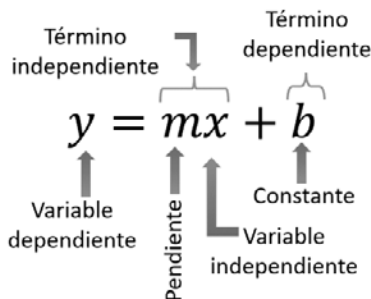 Término
independiente
Término
dependiente
y = mx + b
Variable
dependiente
Pendiente
Constante
Variable
independiente